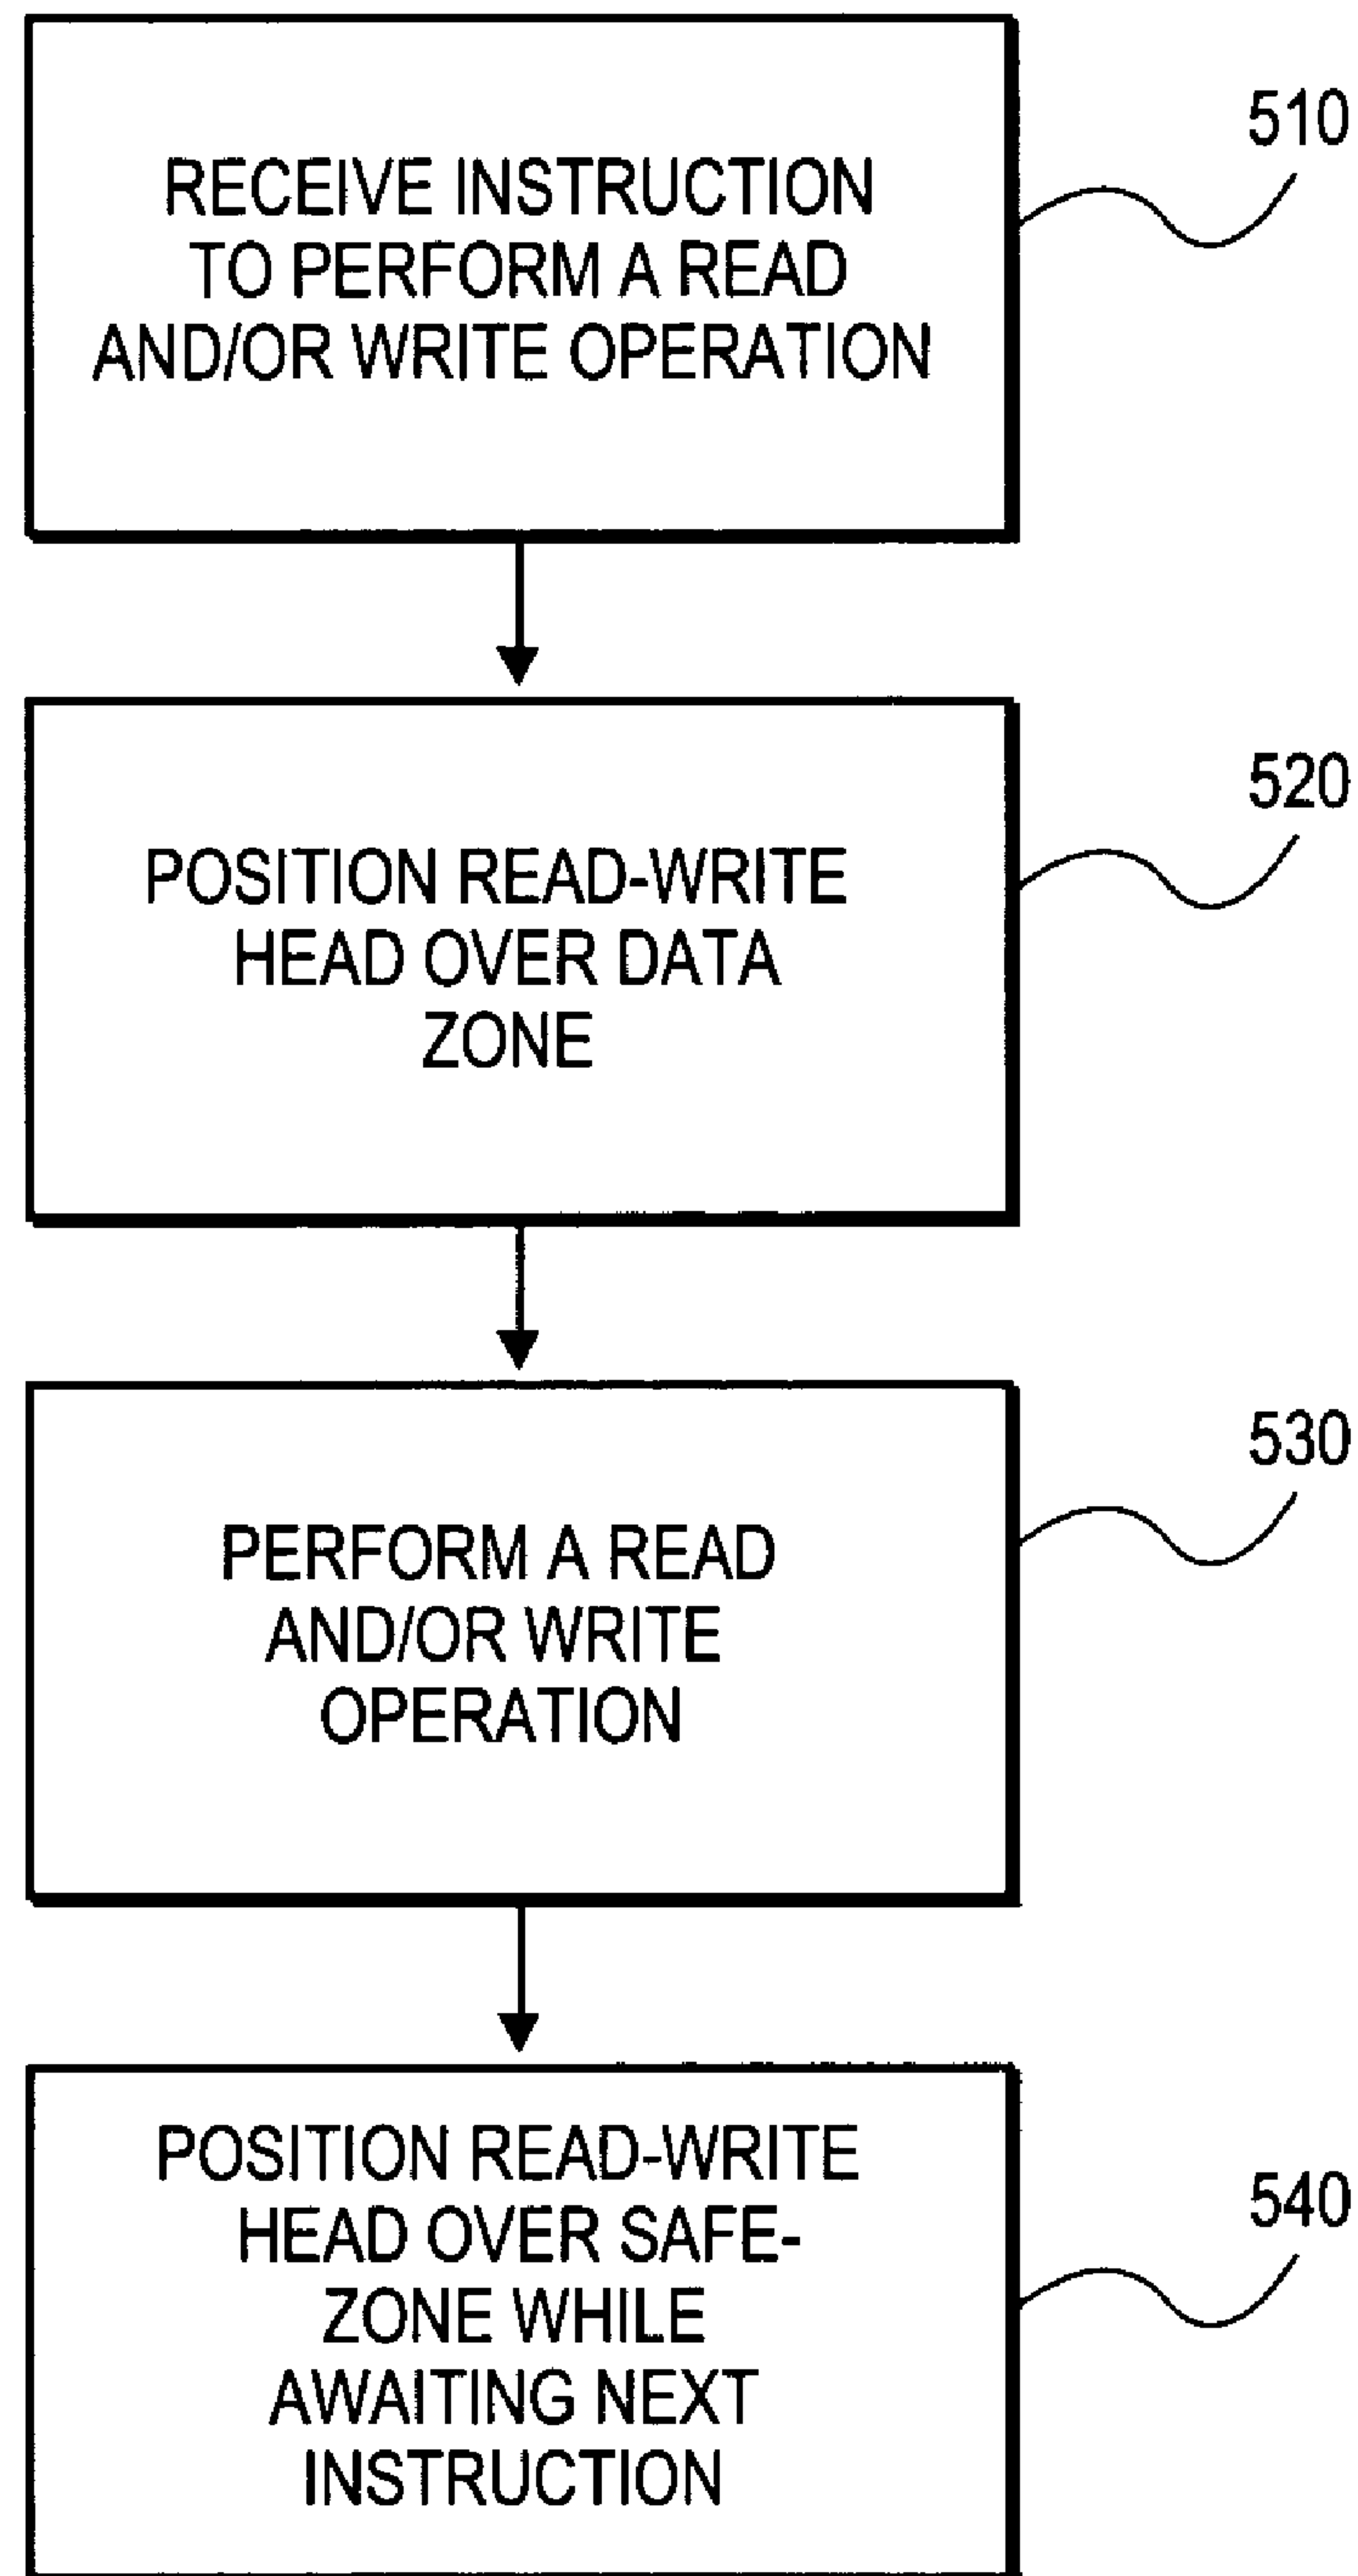 RECEIVE INSTRUCTION
TO PERFORM A READ
AND/OR WRITE OPERATION
510
POSITION READ-WRITE
HEAD OVER DATA
ZONE
520
PERFORM A READ
AND/OR WRITE
OPERATION
530
POSITION READ-WRITE
HEAD OVER SAFE-
ZONE WHILE
AWAITING NEXT
INSTRUCTION
540